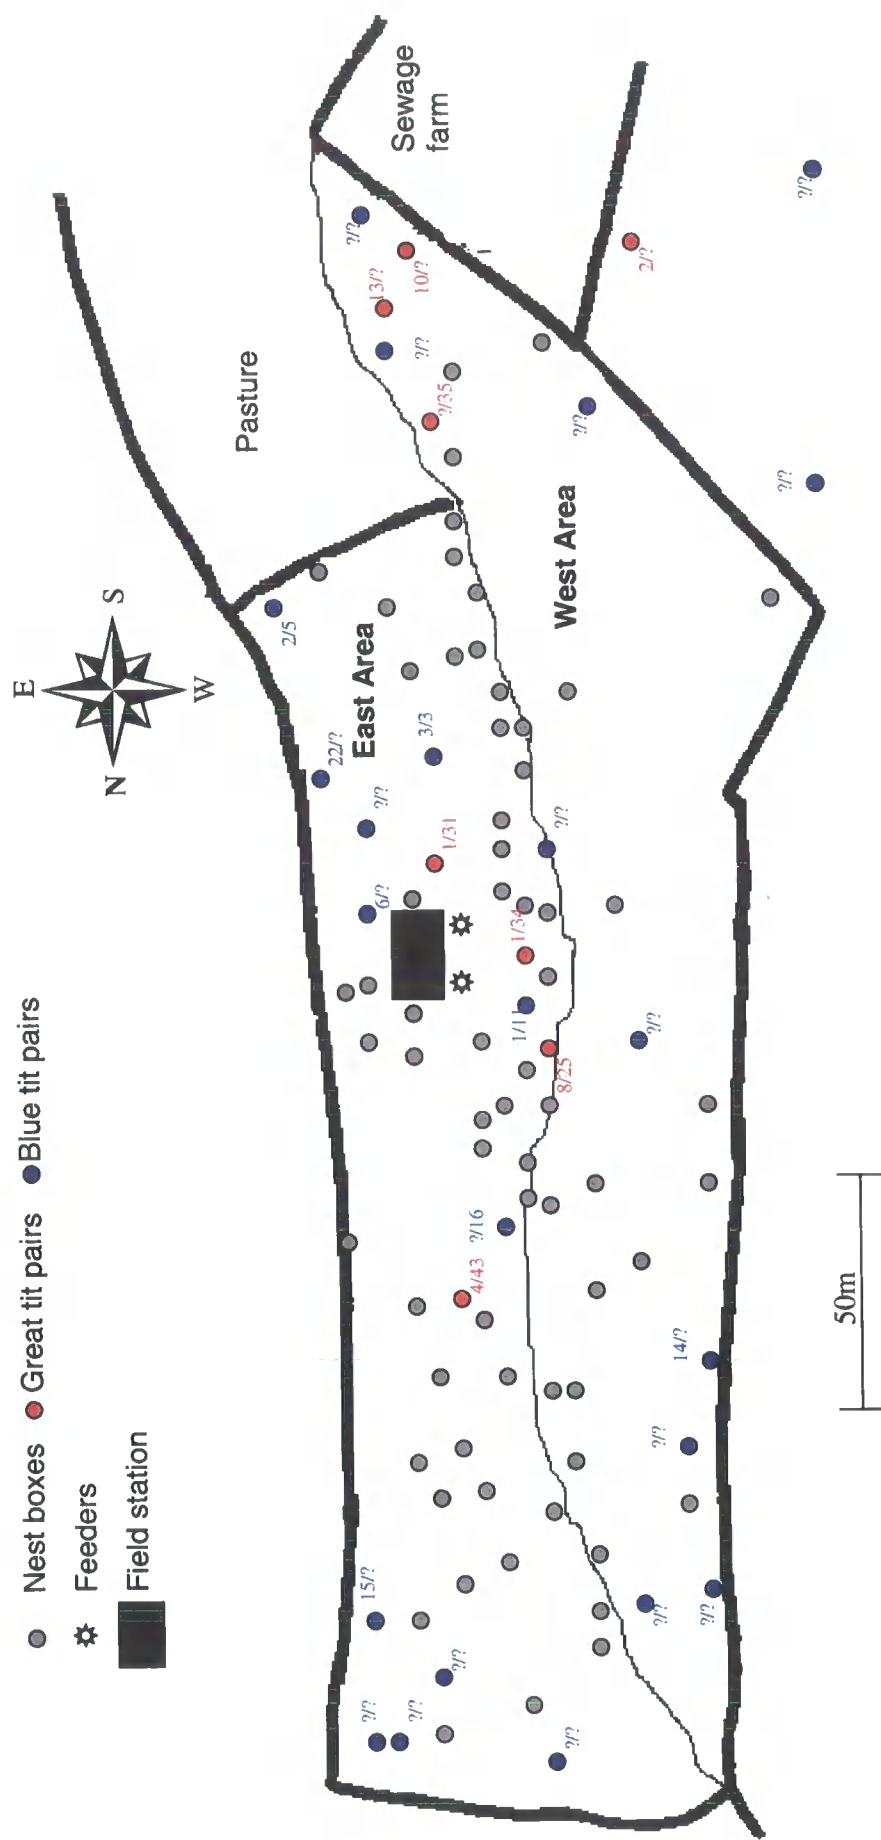 Nest boxes
Great tit pairs
Blue tit pairs
Feeders
Field station
N
E
S
W
Pasture
Sewage
farm
East Area
West Area
?/?
13/?
10/?
?/?
?/35
2/?
?/?
?/?
?/?
2/5
22/?
3/3
?/?
1/31
6/?
?/?
1/34
1/11
8/25
?/?
?/16
4/43
14/?
?/?
15/?
?/?
?/?
?/?
?/?
?/?
?/?
50m